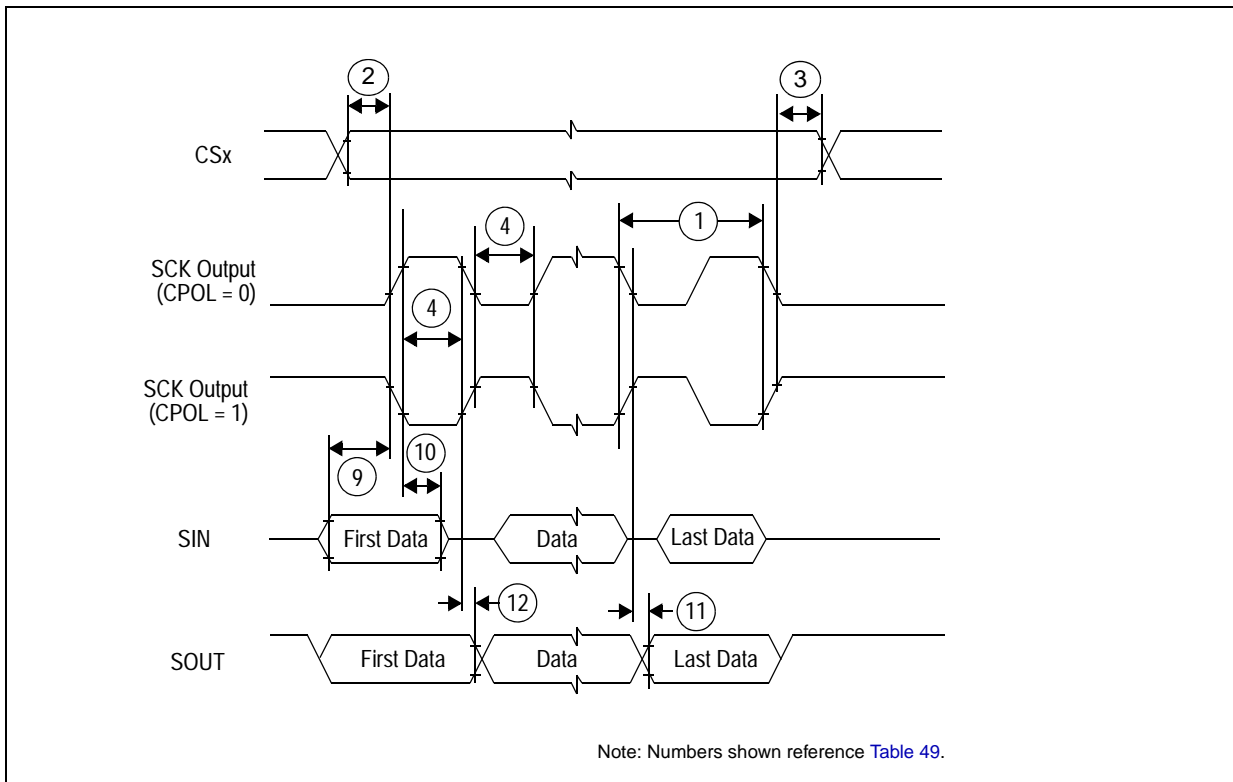 2
3
CSx
1
4
SCK Output
(CPOL = 0)
4
SCK Output
(CPOL = 1)
10
9
SIN
First Data
Data
Last Data
12
11
SOUT
First Data
Data
Last Data
Note: Numbers shown reference Table 49.